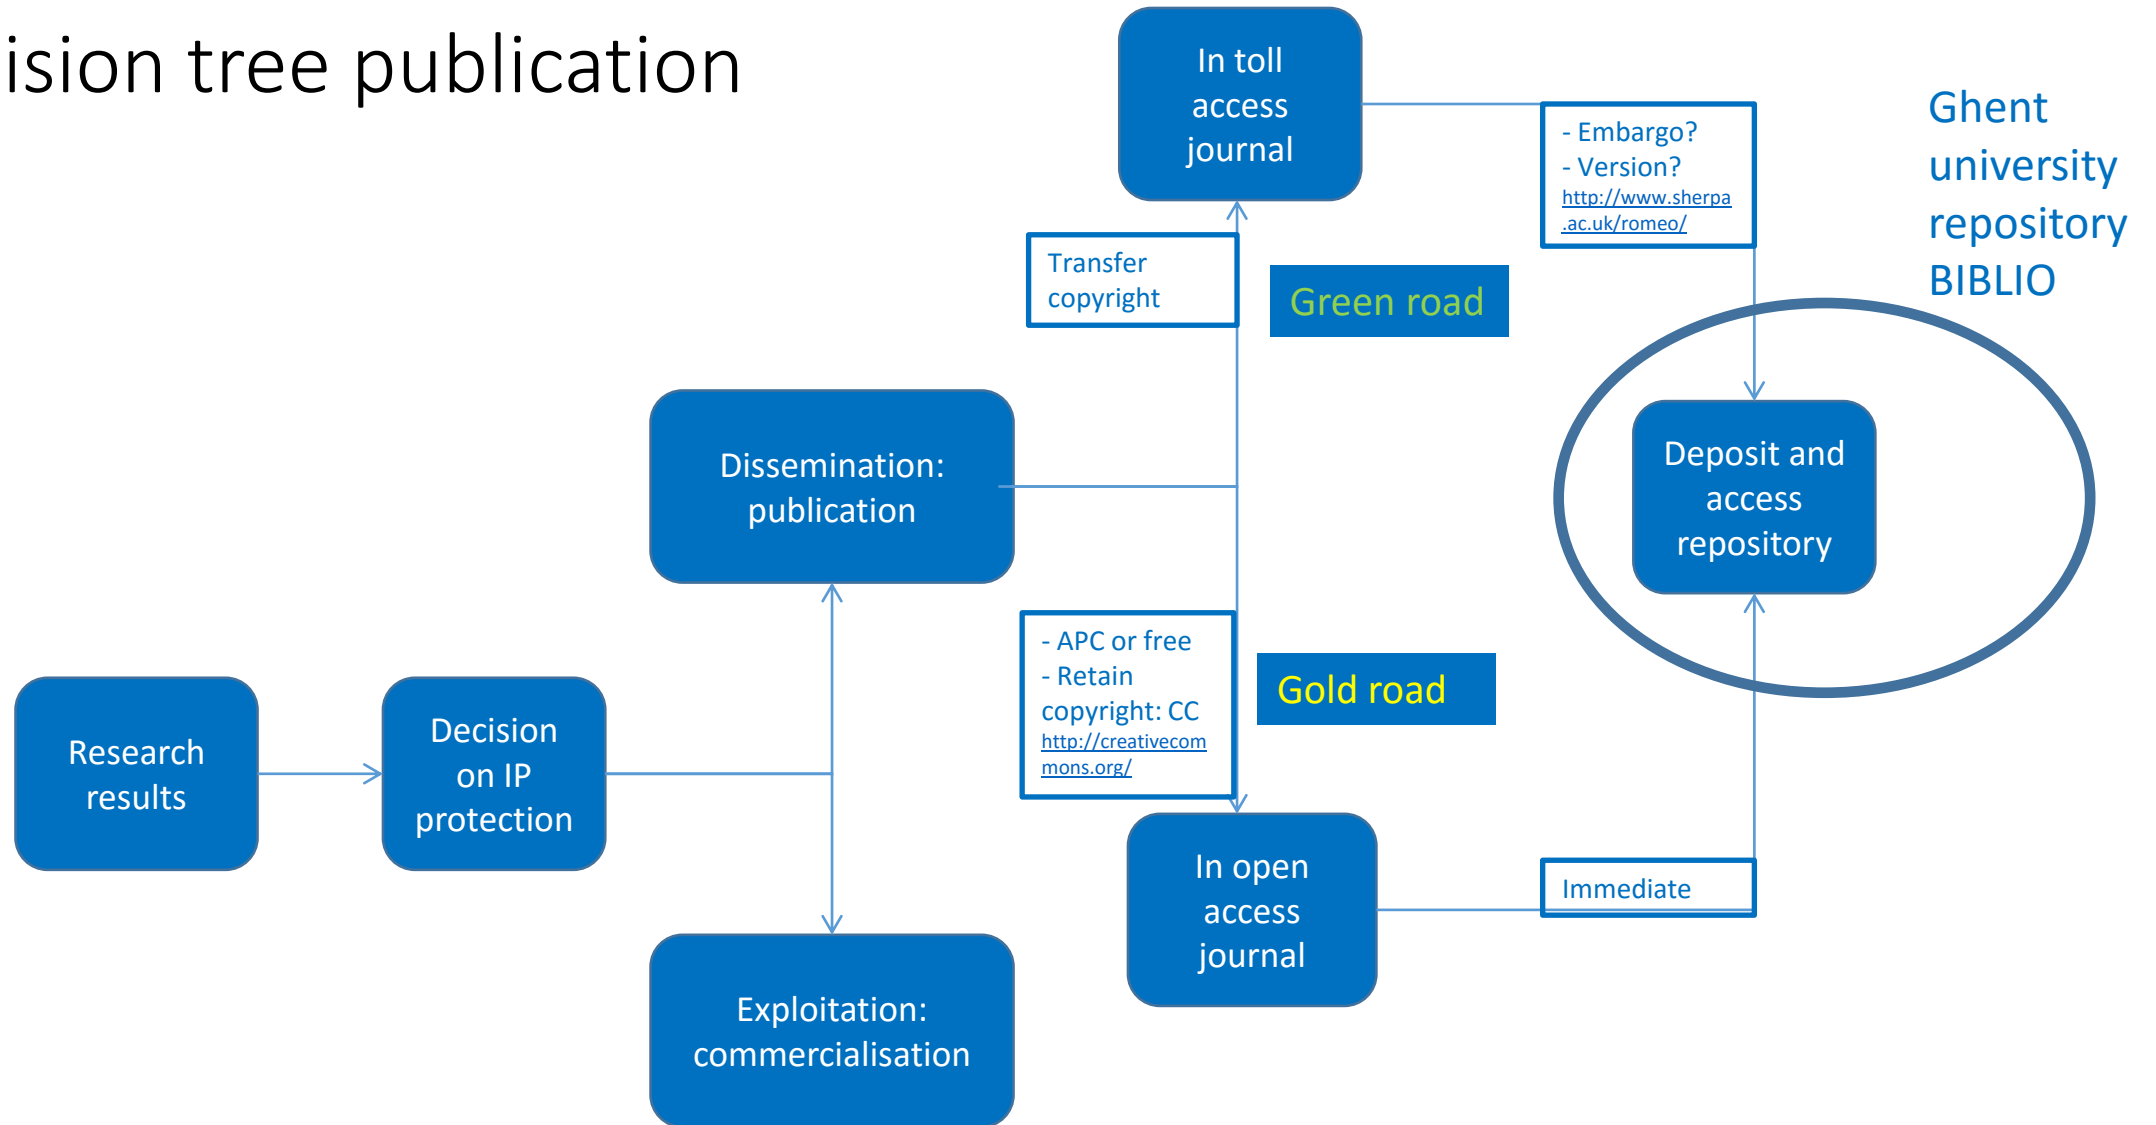 ision tree publication
In toll
access
journal
- Embargo?
- Version?
http://www.sherpa
.ac.uk/romeo/
Ghent
university
repository
BIBLIO
Transfer
copyright
Green road
Dissemination:
publication
Deposit and
access
repository
- APC or free
- Retain
copyright: CC
http://creativecom
mons.org/
Gold road
Research
results
Decision
on IP
protection
In open
access
journal
Immediate
Exploitation:
commercialisation